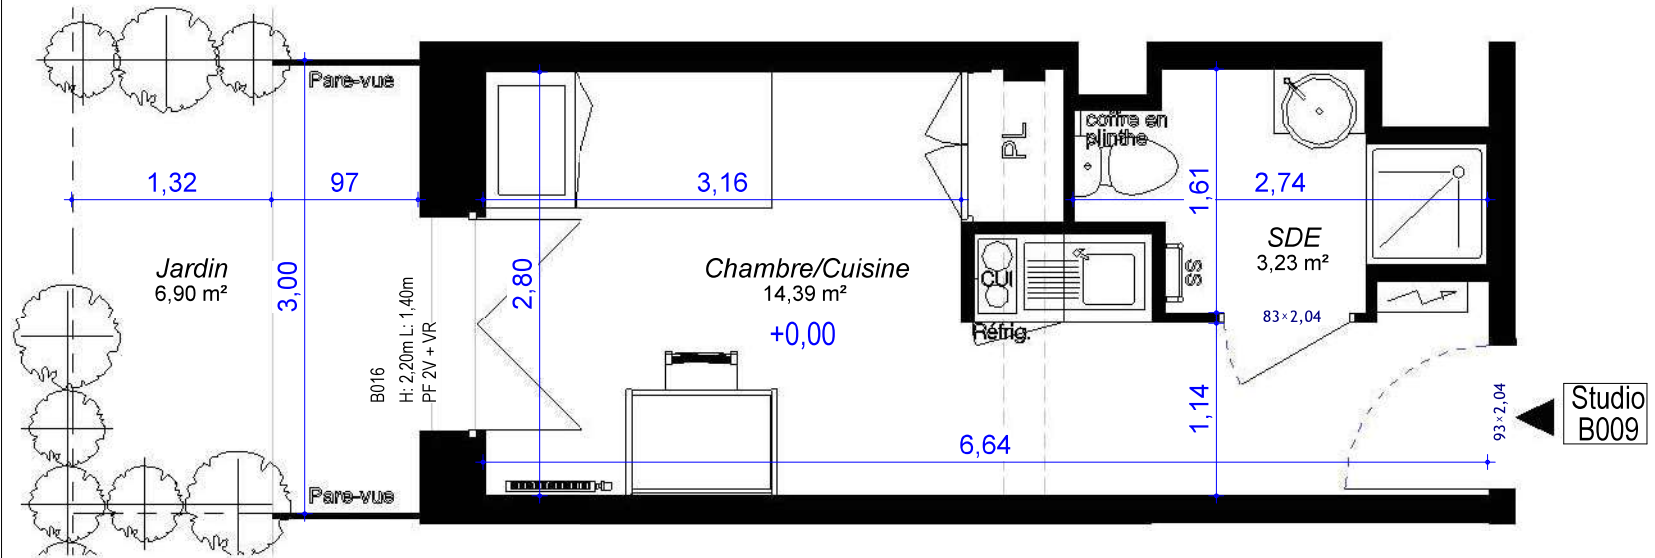 Pare-vue
1,32
97
3,00
Jardin
6,90 m²
Pare-vue
B016
H: 2,20m L: 1,40m
PF 2V + VR
2,80
3,16
Chambre/Cuisine
14,39 m²
+0,00
PL
CUI
Réfrig.
coffre en
plinthe
1,61
2,74
SDE
3,23 m²
SS
83×2,04
1,14
6,64
93×2,04
Studio
B009